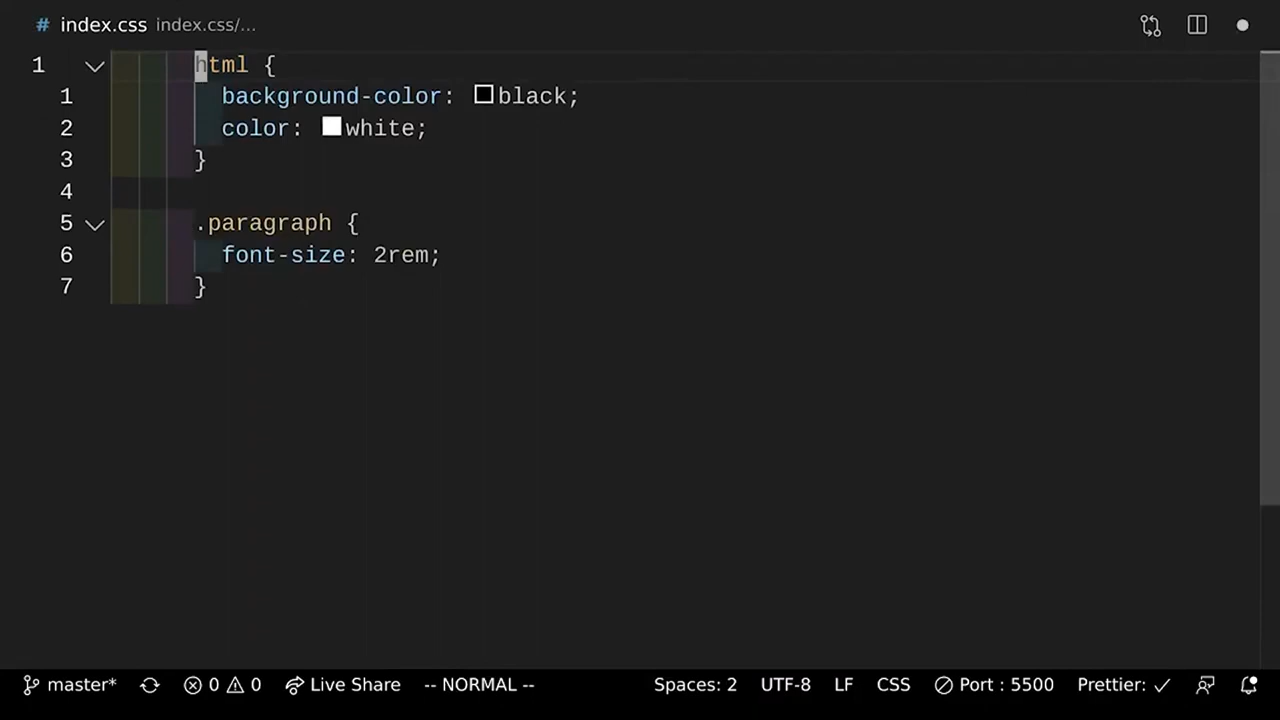 # index.css index.css/...
1 html {
1 background-color: black;
2 color: white;
3 }
4
5 .paragraph {
6 font-size: 2rem;
7 }
master* 0 0 Live Share -- NORMAL -- Spaces: 2 UTF-8 LF CSS Port : 5500 Prettier: ✓